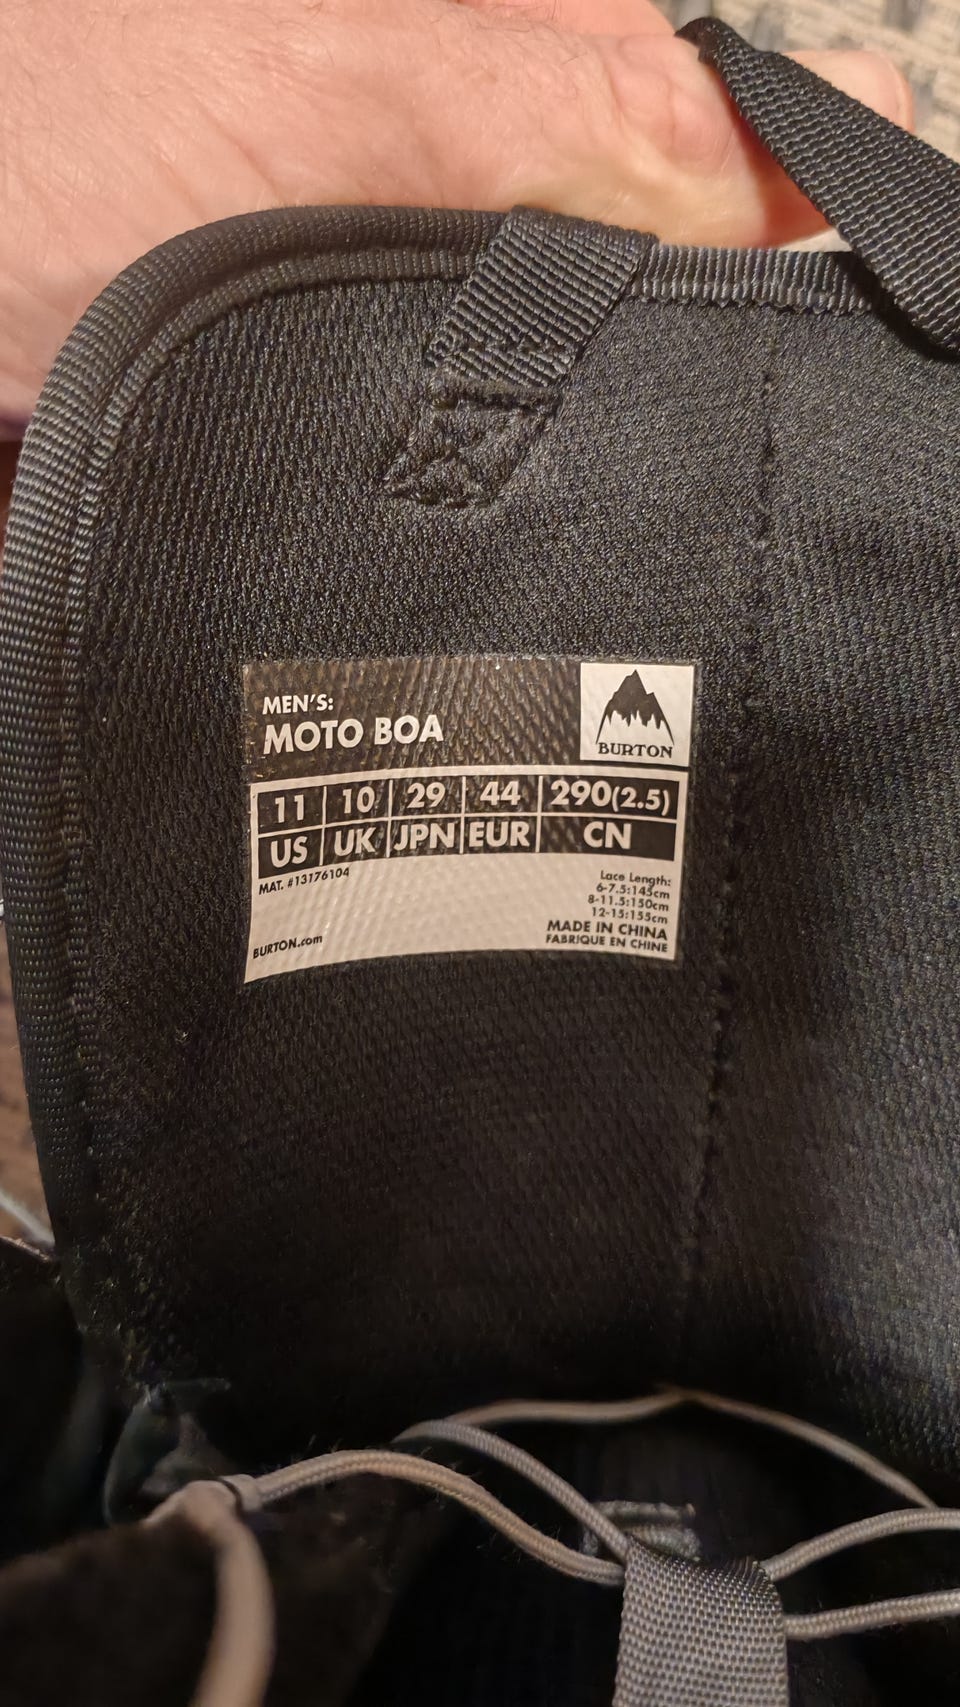 MEN'S:
MOTO BOA
BURTON
11 10 29 44 290(2.5)
US UK JPN EUR CN
MAT. #13176104
Lace Length:
6-7.5:145cm
8-11.5:150cm
12-15:155cm
MADE IN CHINA
FABRIQUE EN CHINE
BURTON.com